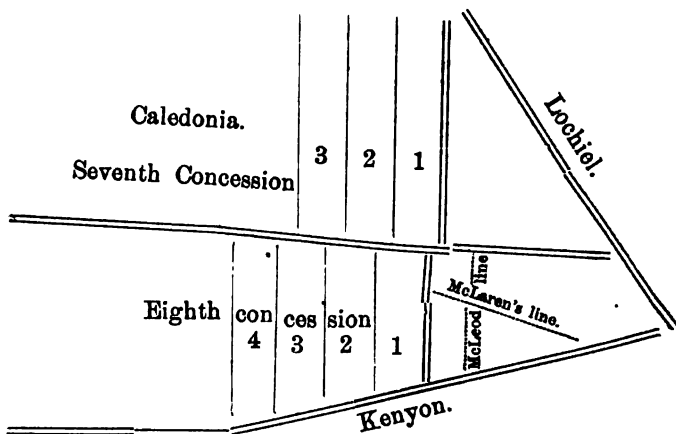 Caledonia.
Lochiel.
3 2 1
Seventh Concession
Eighth con ces sion
4 3 2 1
line
McLaren's line.
McLeod
Kenyon.